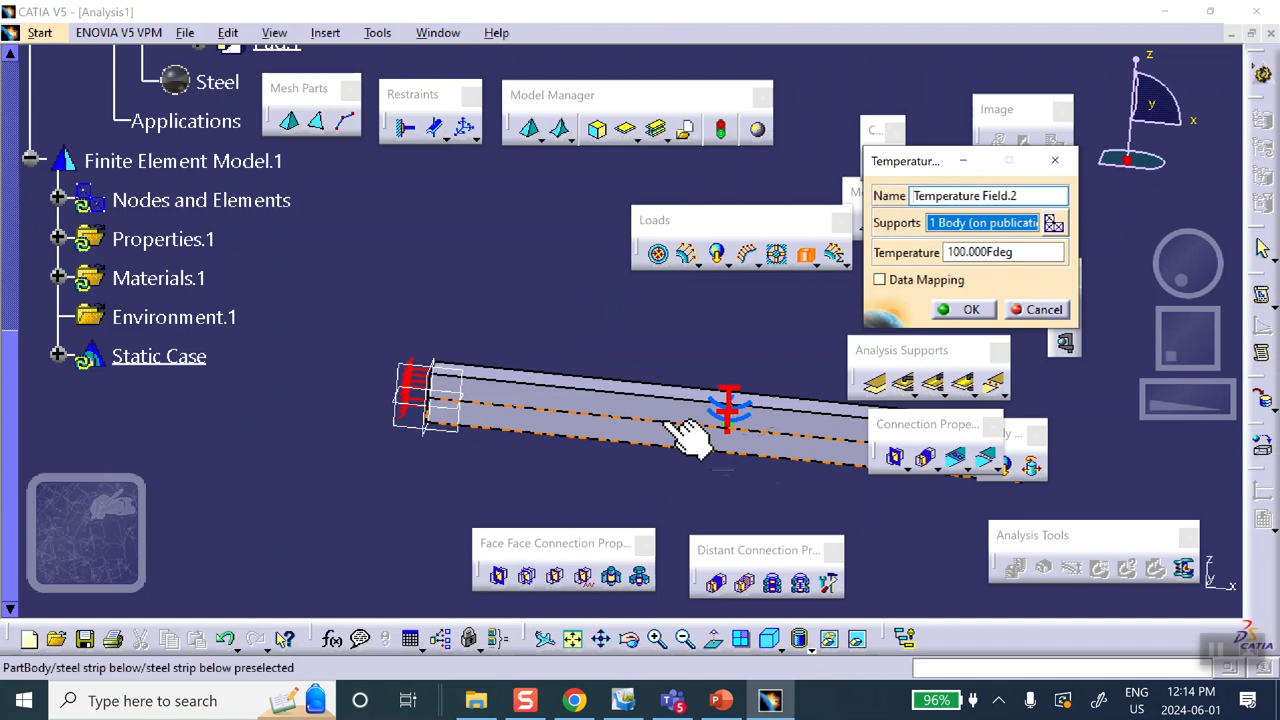 CATIA V5 - [Analysis1]
Start
ENOVIA V5 VPM
File
Edit
View
Insert
Tools
Window
Help
Pad.1
Steel
Applications
Finite Element Model.1
Nodes and Elements
Properties.1
Materials.1
Environment.1
Static Case
Mesh Parts
Restraints
Model Manager
Loads
C...
Image
z
y
x
Temperatur...
Name
Temperature Field.2
Supports
1 Body (on publicati
Temperature
100.000Fdeg
Data Mapping
OK
Cancel
Analysis Supports
Connection Prope...
Face Face Connection Prop...
Distant Connection Pr...
Analysis Tools
z
y
x
f(x)
CATIA
PartBody/steel strip below/steel strip below preselected
Type here to search
96%
ENG
US
12:14 PM
2024-06-01